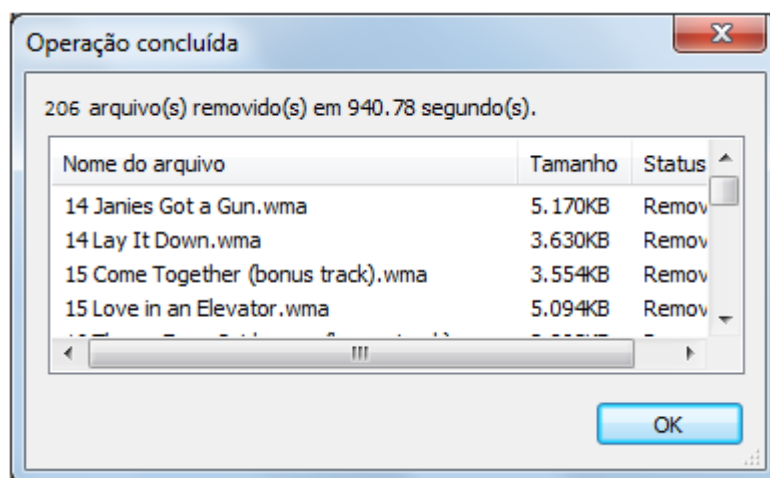 Operação concluída
206 arquivo(s) removido(s) em 940.78 segundo(s).
Nome do arquivo Tamanho Status
14 Janies Got a Gun.wma 5.170KB Remov
14 Lay It Down.wma 3.630KB Remov
15 Come Together (bonus track).wma 3.554KB Remov
15 Love in an Elevator.wma 5.094KB Remov
OK